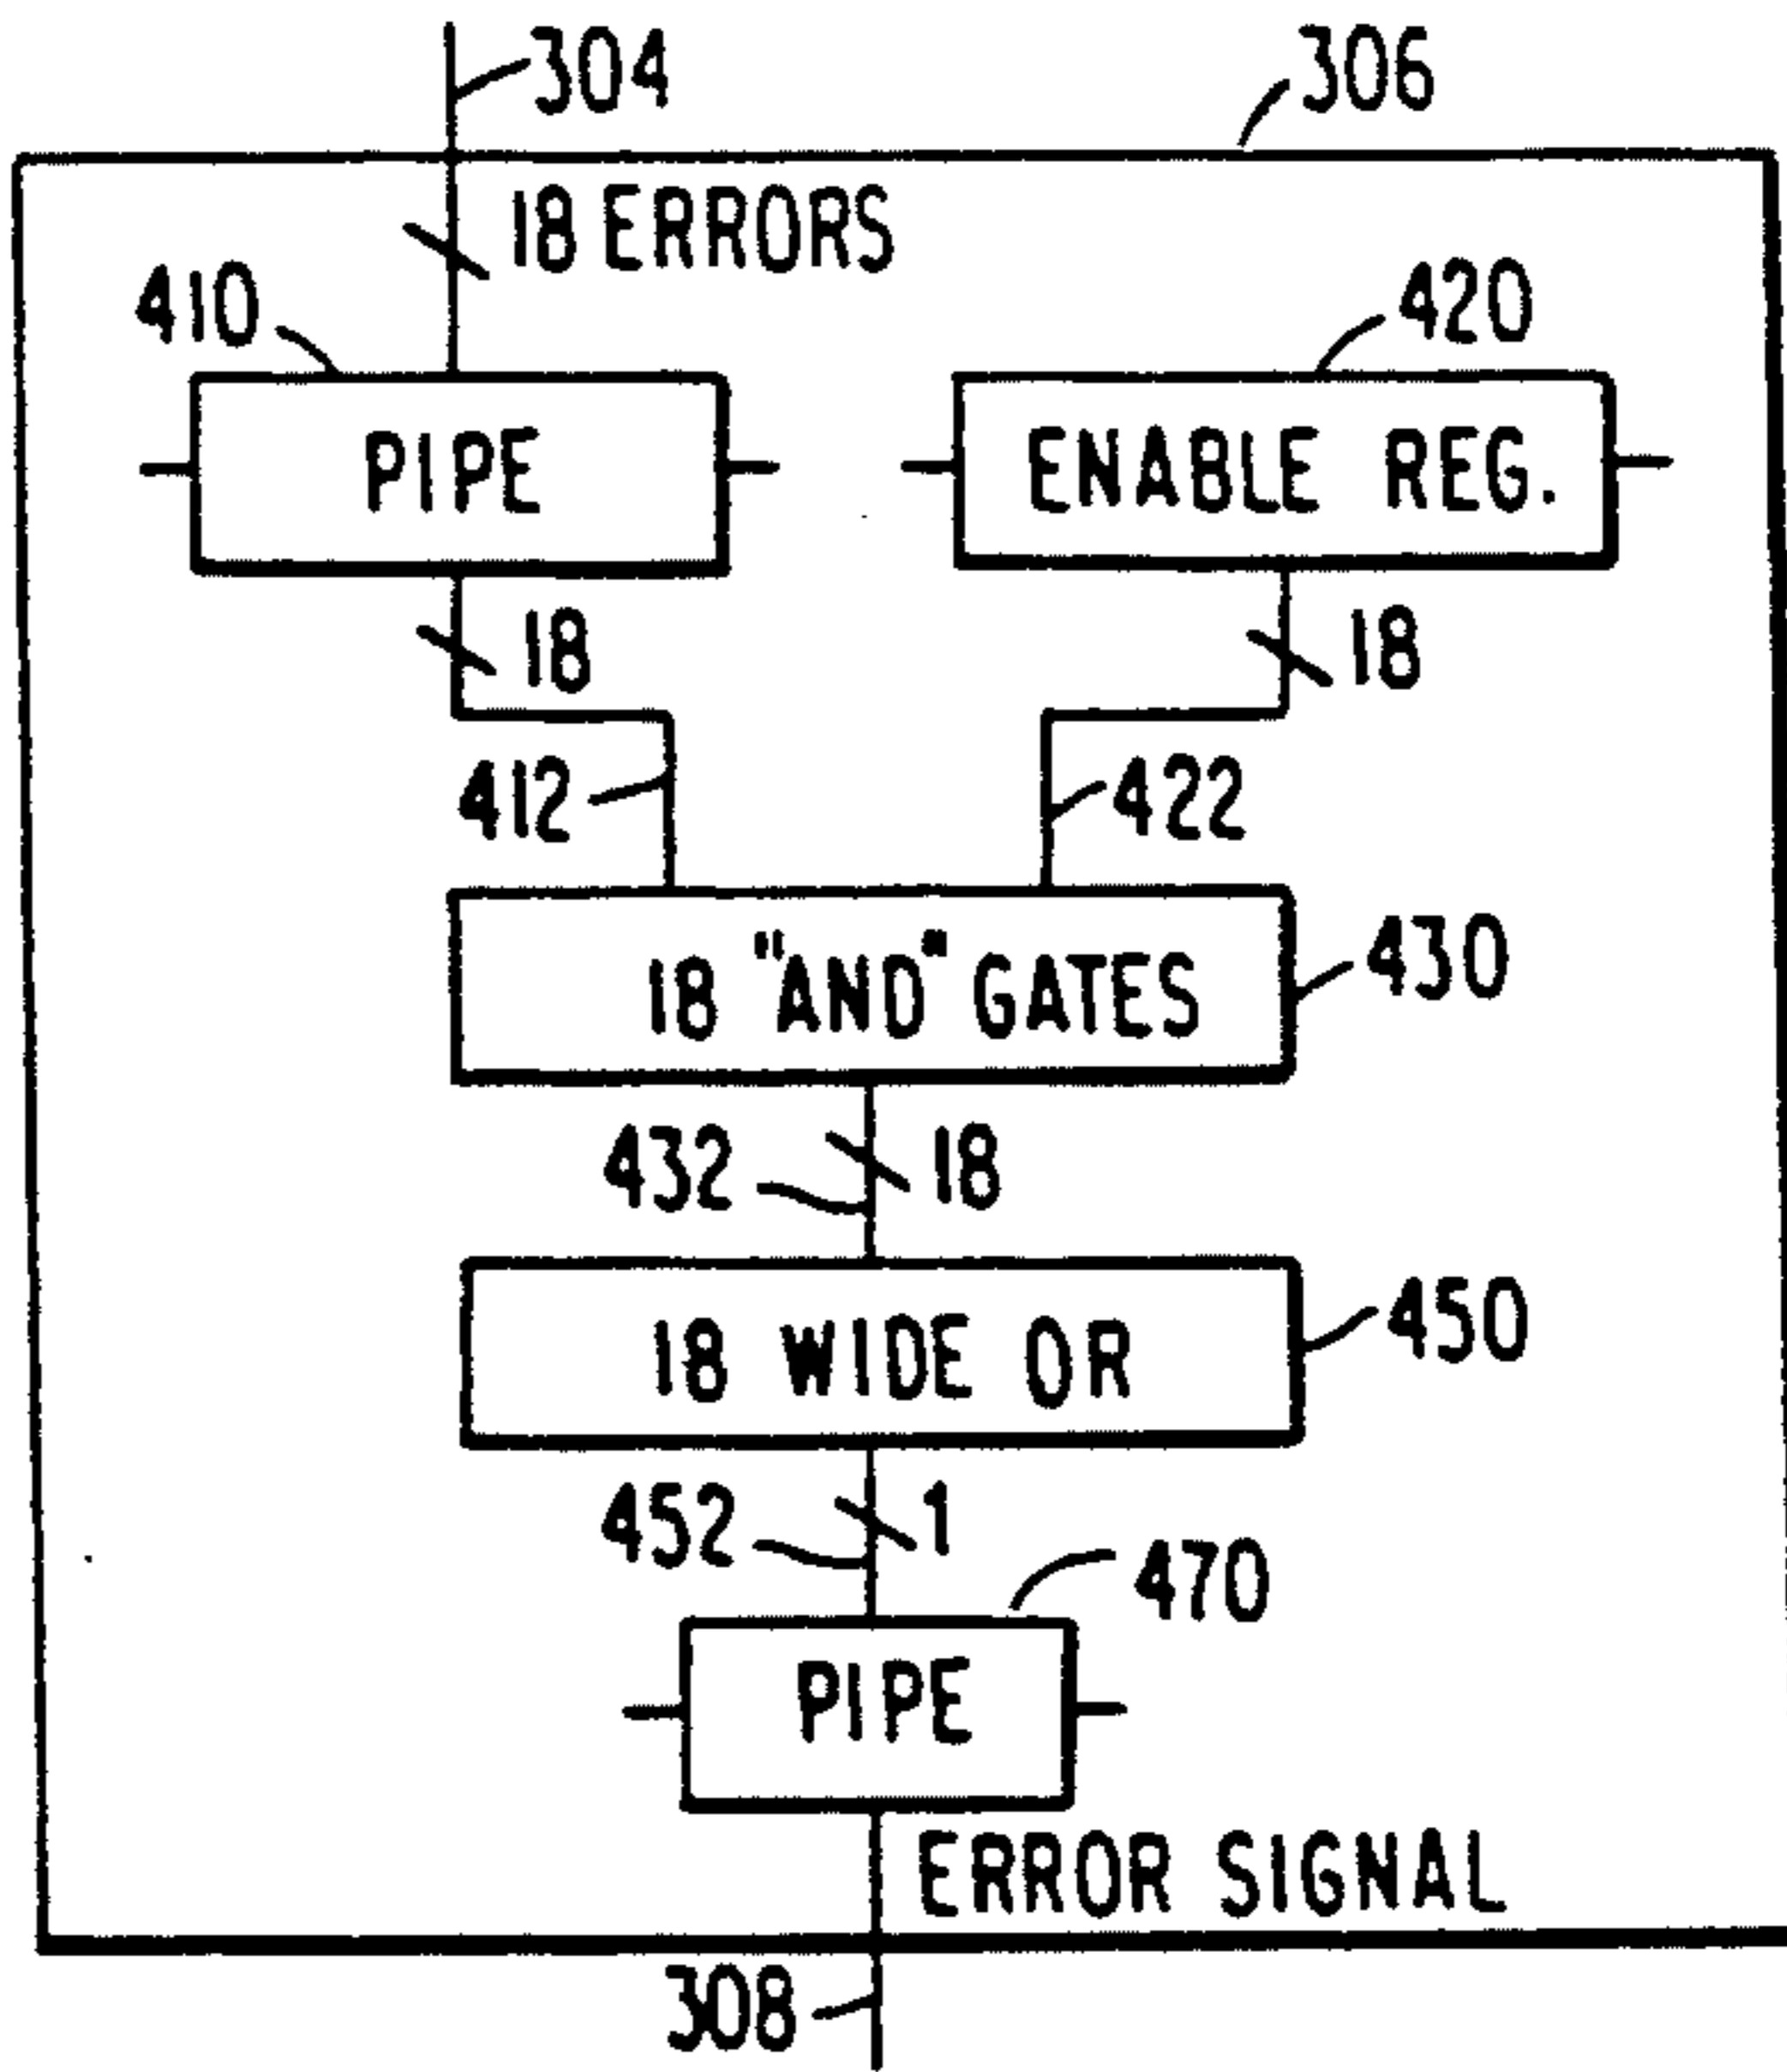 304
306
18 ERRORS
410
420
PIPE
ENABLE REG.
18
18
412
422
18 "AND" GATES
430
432
18
18 WIDE OR
450
452
1
470
PIPE
ERROR SIGNAL
308